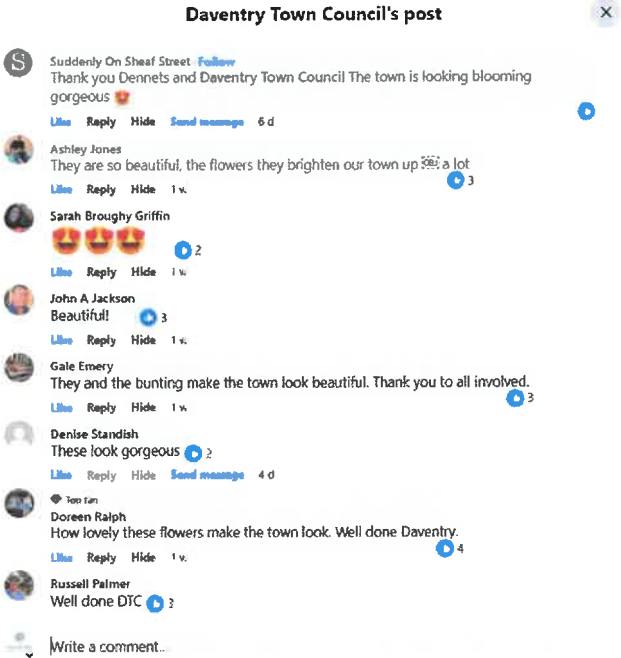 Daventry Town Council's post
Suddenly On Sheaf Street Follow
Thank you Dennets and Daventry Town Council The town is looking blooming
gorgeous 😍
Like Reply Hide Send message 6 d
Ashley Jones
They are so beautiful, the flowers they brighten our town up a lot
3
Like Reply Hide 1 w
Sarah Broughy Griffin
😍😍😍 2
Like Reply Hide 1 w
John A Jackson
Beautiful! 3
Like Reply Hide 1 w
Gale Emery
They and the bunting make the town look beautiful. Thank you to all involved.
3
Like Reply Hide 1 w
Denise Standish
These look gorgeous 2
Like Reply Hide Send message 4 d
Top fan
Doreen Ralph
How lovely these flowers make the town look. Well done Daventry.
4
Like Reply Hide 1 w
Russell Palmer
Well done DTC 3
Write a comment...